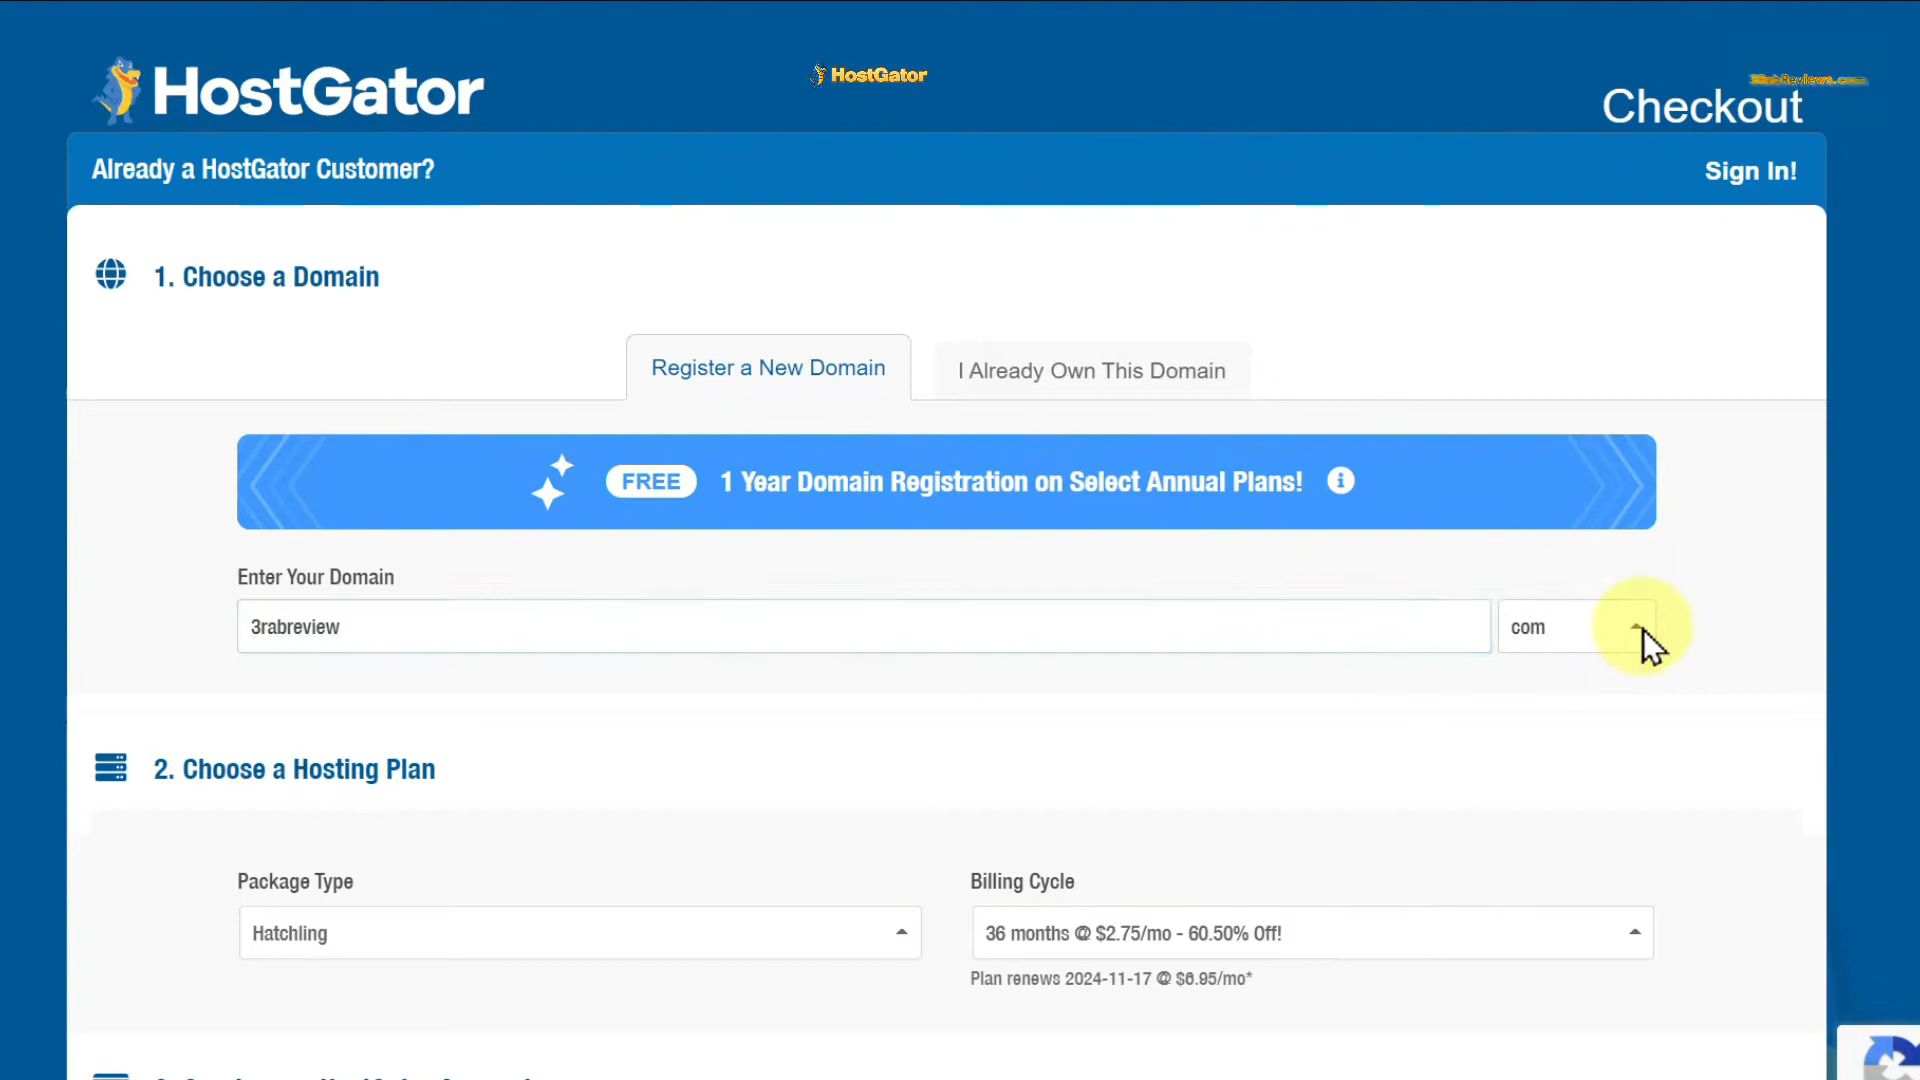 HostGator
HostGator
Checkout
Already a HostGator Customer?
Sign In!
1. Choose a Domain
Register a New Domain
I Already Own This Domain
FREE 1 Year Domain Registration on Select Annual Plans!
Enter Your Domain
3rabreview
com
2. Choose a Hosting Plan
Package Type
Billing Cycle
Hatchling
36 months @ $2.75/mo - 60.50% Off!
Plan renews 2024-11-17 @ $6.95/mo*